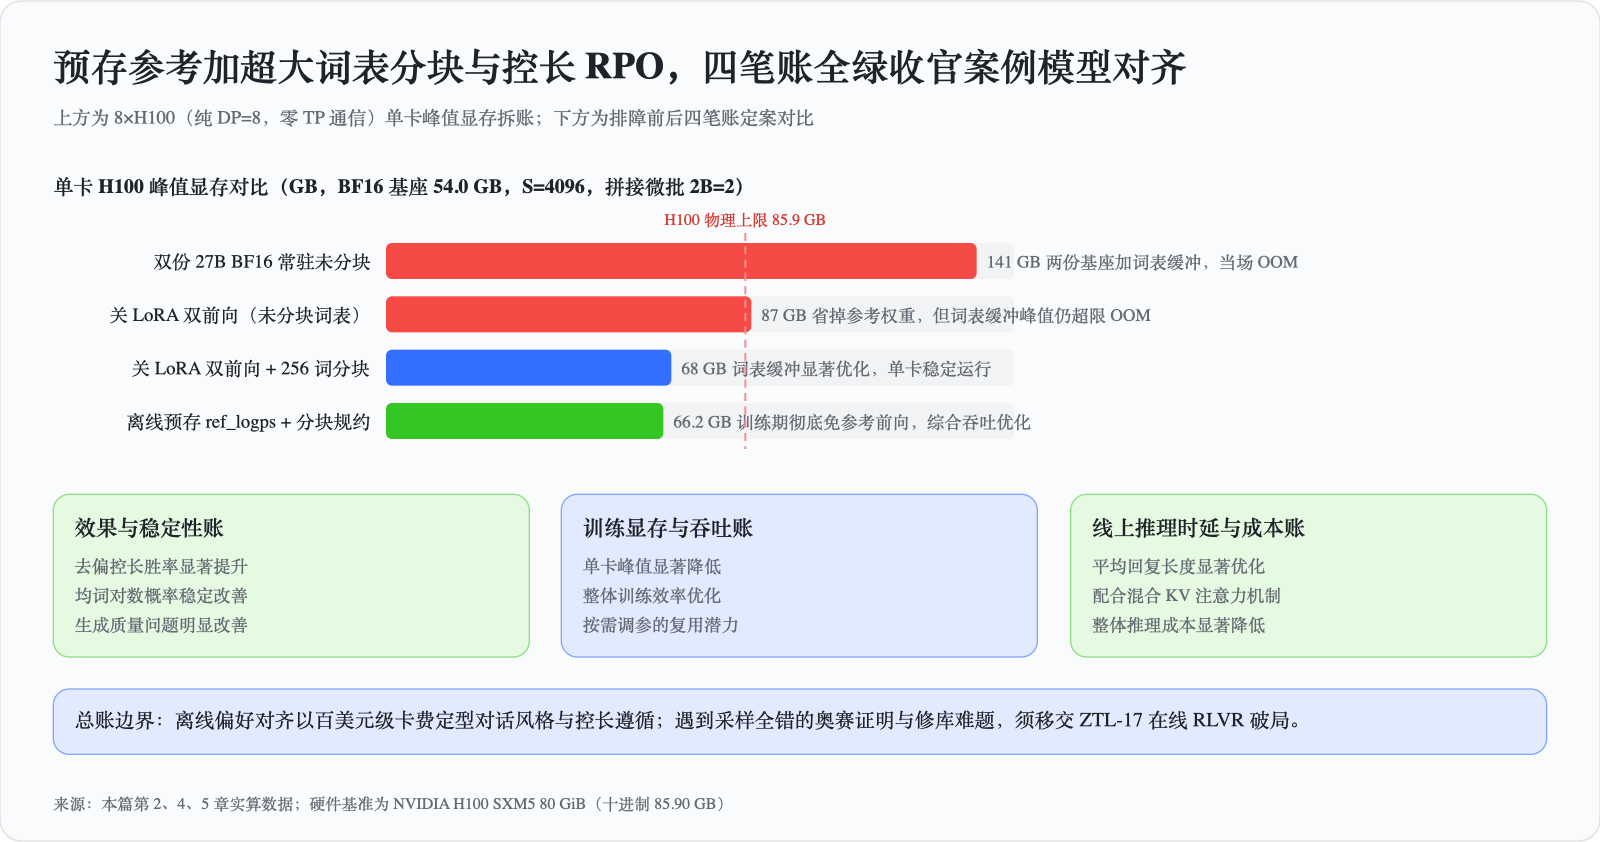 预存参考加超大词表分块与控长 RPO，四笔账全绿收官案例模型对齐
上方为 8×H100（纯 DP=8，零 TP 通信）单卡峰值显存拆账；下方为排障前后四笔账定案对比
单卡 H100 峰值显存对比（GB，BF16 基座 54.0 GB，S=4096，拼接微批 2B=2）
H100 物理上限 85.9 GB
双份 27B BF16 常驻未分块
141 GB 两份基座加词表缓冲，当场 OOM
关 LoRA 双前向（未分块词表）
87 GB 省掉参考权重，但词表缓冲峰值仍超限 OOM
关 LoRA 双前向 + 256 词分块
68 GB 词表缓冲显著优化，单卡稳定运行
离线预存 ref_logps + 分块规约
66.2 GB 训练期彻底免参考前向，综合吞吐优化
效果与稳定性账
去偏控长胜率显著提升
均词对数概率稳定改善
生成质量问题明显改善
训练显存与吞吐账
单卡峰值显著降低
整体训练效率优化
按需调参的复用潜力
线上推理时延与成本账
平均回复长度显著优化
配合混合 KV 注意力机制
整体推理成本显著降低
总账边界：离线偏好对齐以百美元级卡费定型对话风格与控长遵循；遇到采样全错的奥赛证明与修库难题，须移交 ZTL-17 在线 RLVR 破局。
来源：本篇第 2、4、5 章实算数据；硬件基准为 NVIDIA H100 SXM5 80 GiB（十进制 85.90 GB）